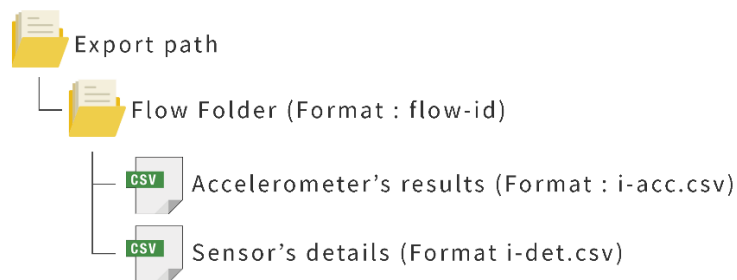 Export path
Flow Folder (Format : flow-id)
CSV Accelerometer’s results (Format : i-acc.csv)
CSV Sensor’s details (Format i-det.csv)